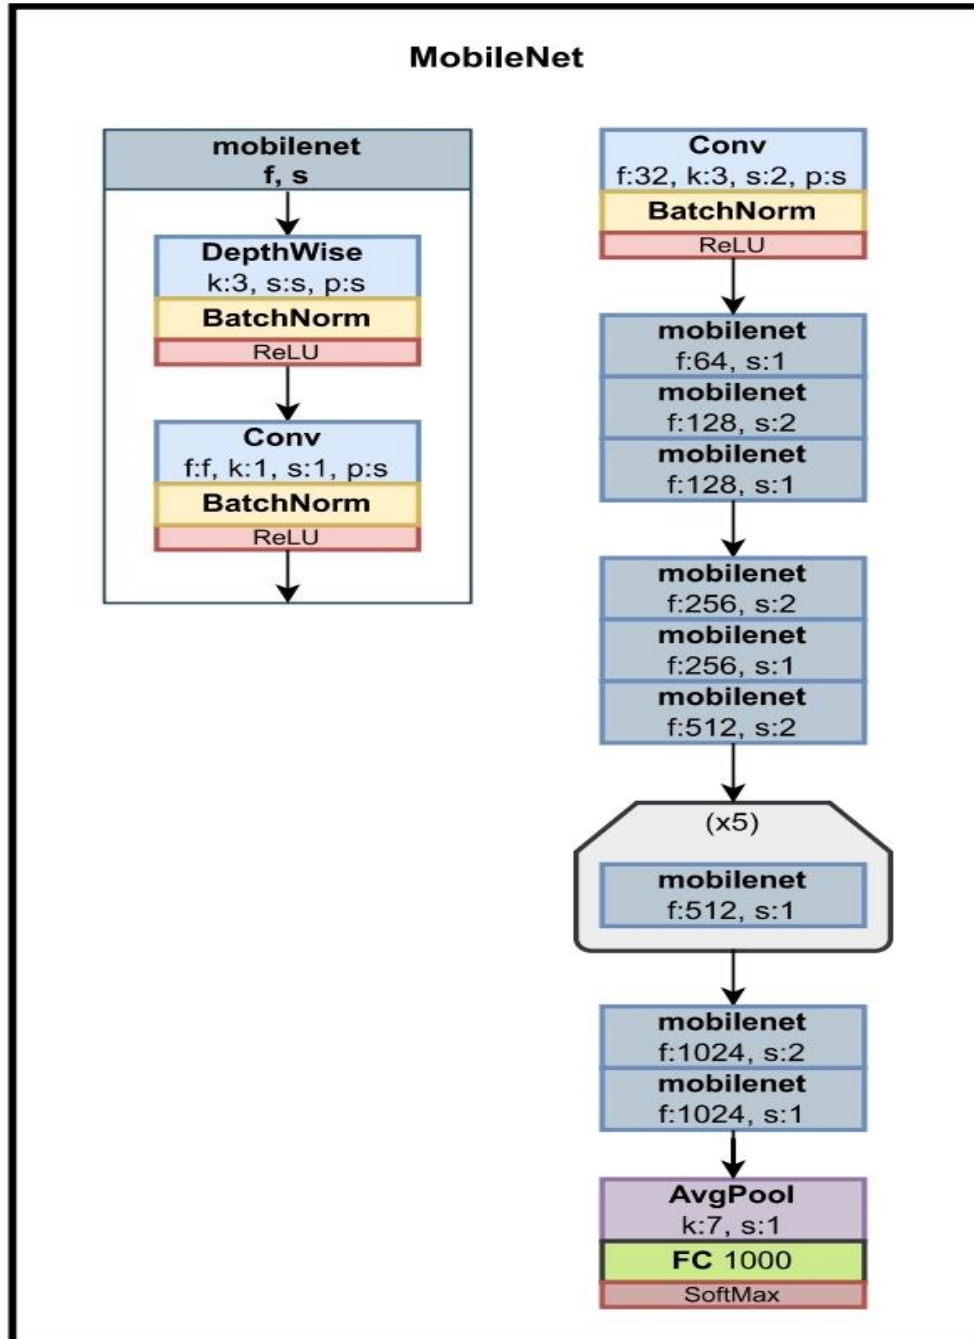 MobileNet
mobilenet
f, s
DepthWise
k:3, s:s, p:s
BatchNorm
ReLU
Conv
f:f, k:1, s:1, p:s
BatchNorm
ReLU
Conv
f:32, k:3, s:2, p:s
BatchNorm
ReLU
mobilenet
f:64, s:1
mobilenet
f:128, s:2
mobilenet
f:128, s:1
mobilenet
f:256, s:2
mobilenet
f:256, s:1
mobilenet
f:512, s:2
(x5)
mobilenet
f:512, s:1
mobilenet
f:1024, s:2
mobilenet
f:1024, s:1
AvgPool
k:7, s:1
FC 1000
SoftMax